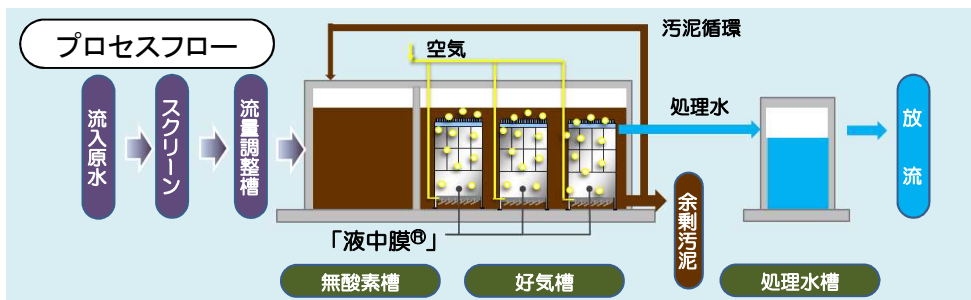 プロセスフロー
汚泥循環
空気
流入原水
スクリーン
流量調整槽
処理水
放流
「液中膜®」
余剰汚泥
無酸素槽
好気槽
処理水槽